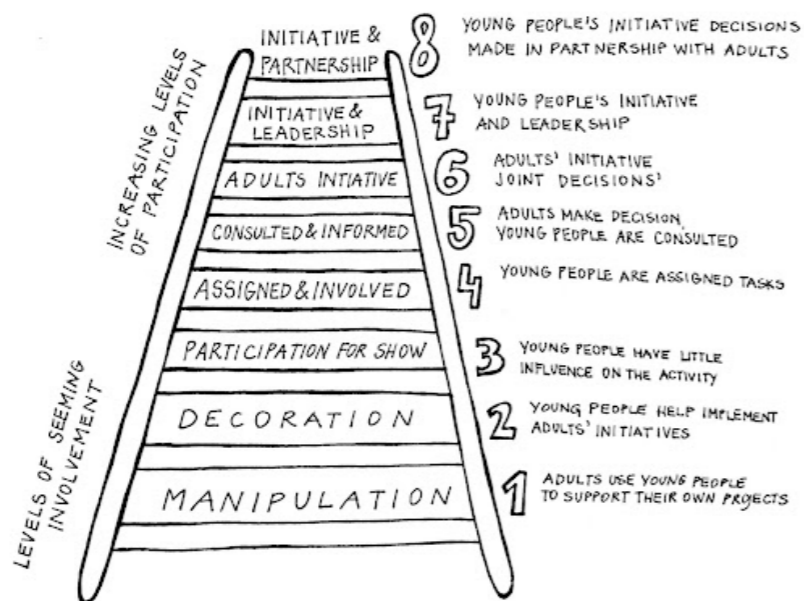 INITIATIVE &
PARTNERSHIP
8
YOUNG PEOPLE'S INITIATIVE DECISIONS
MADE IN PARTNERSHIP WITH ADULTS
INITIATIVE &
LEADERSHIP
7
YOUNG PEOPLE'S INITIATIVE
AND LEADERSHIP
ADULTS INTIATIVE
6
ADULTS' INITIATIVE
JOINT DECISIONS'
CONSULTED & INFORMED
5
ADULTS MAKE DECISION,
YOUNG PEOPLE ARE CONSULTED
ASSIGNED & INVOLVED
4
YOUNG PEOPLE ARE ASSIGNED TASKS
PARTICIPATION FOR SHOW
3
YOUNG PEOPLE HAVE LITTLE
INFLUENCE ON THE ACTIVITY
DECORATION
2
YOUNG PEOPLE HELP IMPLEMENT
ADULTS' INITIATIVES
MANIPULATION
1
ADULTS USE YOUNG PEOPLE
TO SUPPORT THEIR OWN PROJECTS
INCREASING LEVELS
OF PARTICIPATION
LEVELS OF SEEMING
INVOLVEMENT